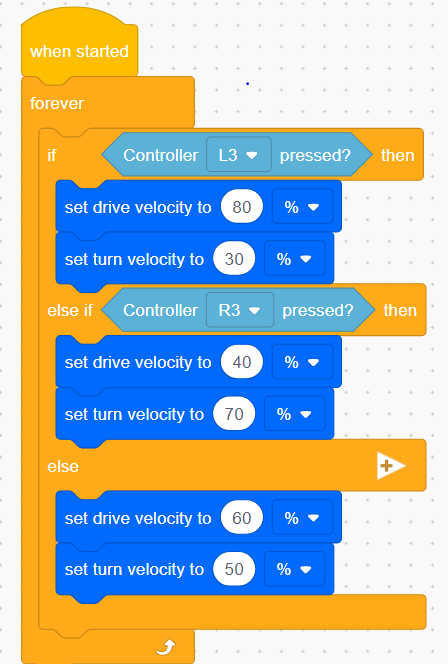 when started
forever
if Controller L3 pressed? then
set drive velocity to 80 %
set turn velocity to 30 %
else if Controller R3 pressed? then
set drive velocity to 40 %
set turn velocity to 70 %
else
set drive velocity to 60 %
set turn velocity to 50 %